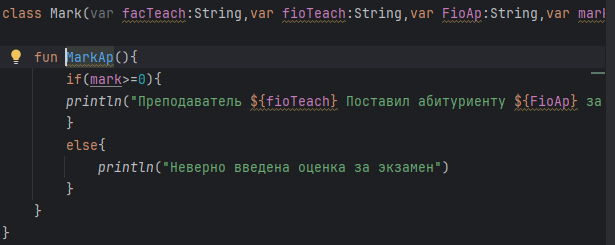 class Mark(var facTeach:String,var fioTeach:String,var FioAp:String,var mark
fun MarkAp(){
if(mark>=0){
println("Преподаватель ${fioTeach} Поставил абитуриенту ${FioAp} за
}
else{
println("Неверно введена оценка за экзамен")
}
}
}